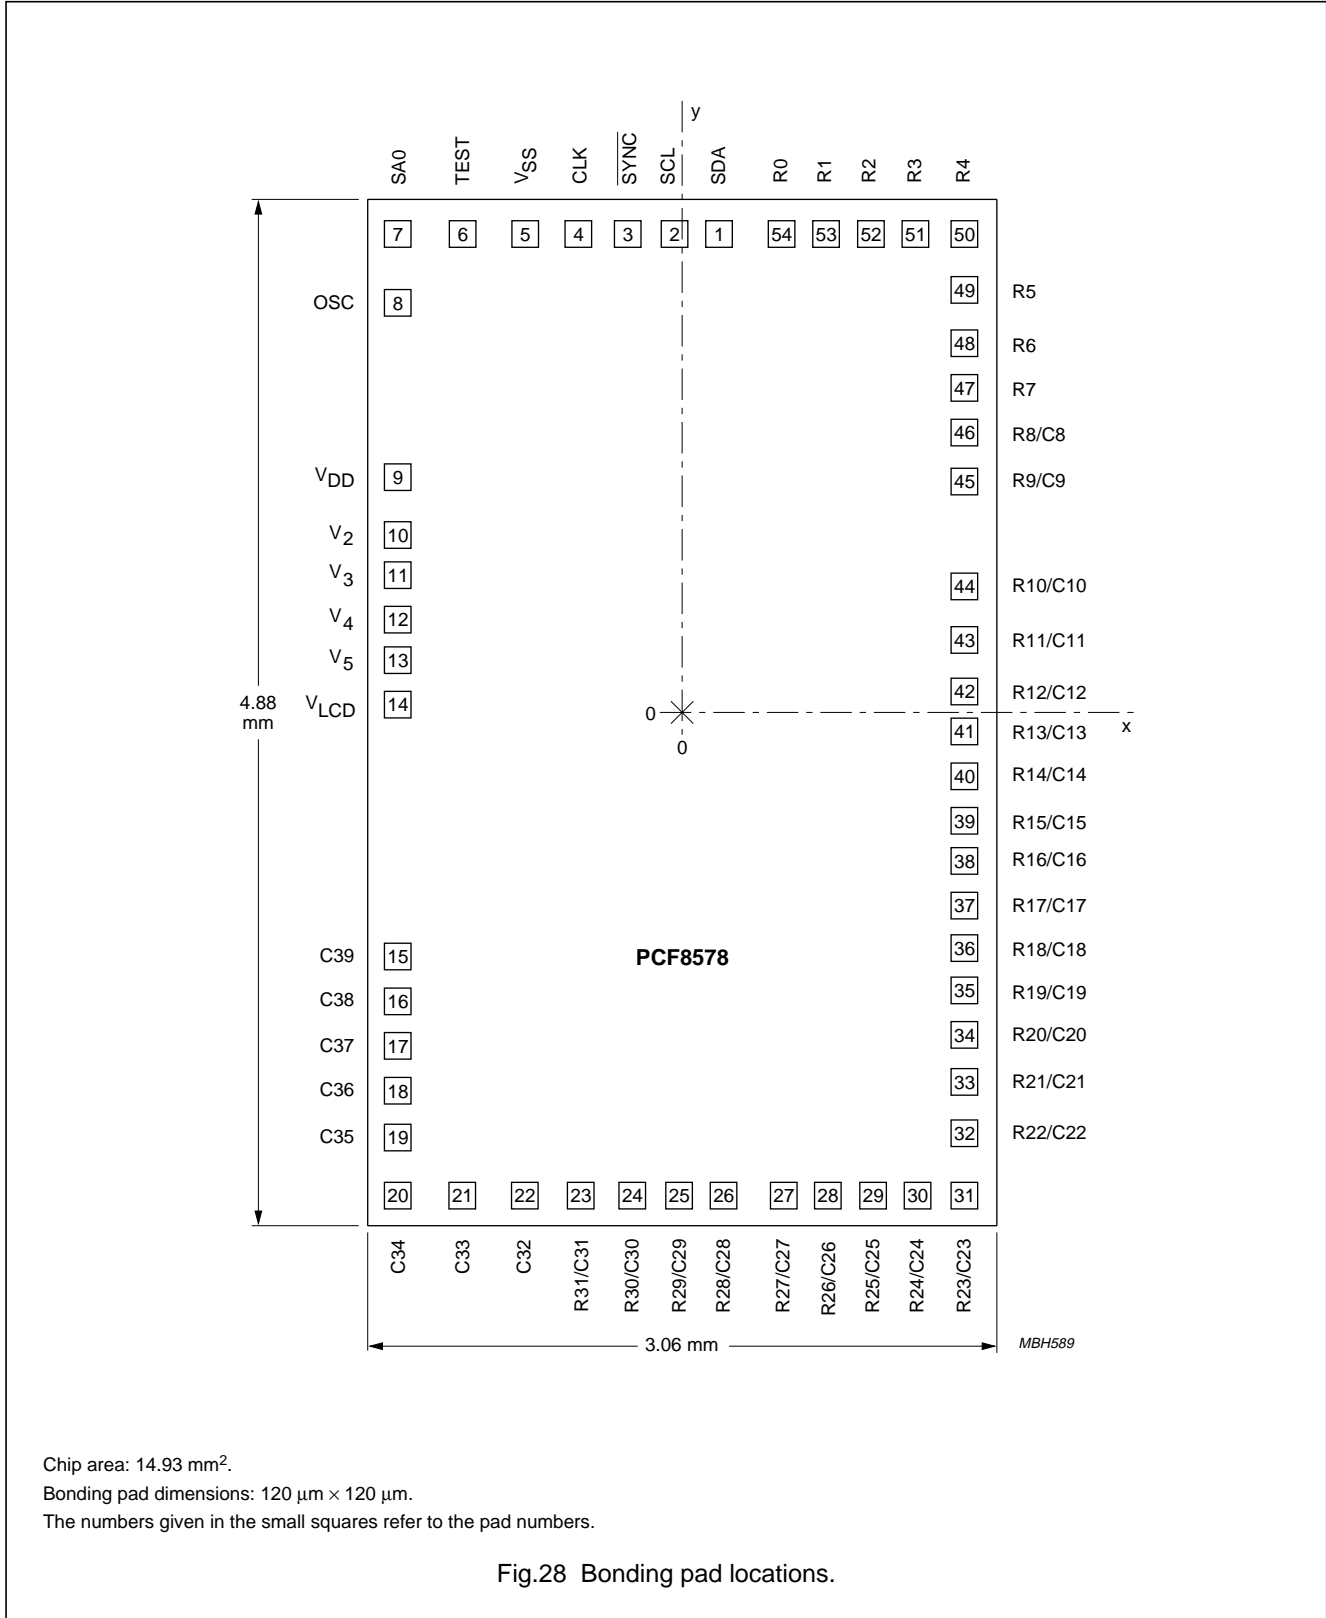 y
SA0
TEST
VSS
CLK
SYNC
SCL
SDA
R0
R1
R2
R3
R4
7
6
5
4
3
2
1
54
53
52
51
50
49 R5
OSC 8
48 R6
47 R7
46 R8/C8
VDD 9
45 R9/C9
V2 10
V3 11
44 R10/C10
V4 12
43 R11/C11
V5 13
42 R12/C12
4.88
mm
VLCD 14
0
x
0
41 R13/C13
40 R14/C14
39 R15/C15
38 R16/C16
37 R17/C17
36 R18/C18
C39 15
PCF8578
35 R19/C19
C38 16
34 R20/C20
C37 17
33 R21/C21
C36 18
32 R22/C22
C35 19
20
21
22
23
24
25
26
27
28
29
30
31
C34
C33
C32
R31/C31
R30/C30
R29/C29
R28/C28
R27/C27
R26/C26
R25/C25
R24/C24
R23/C23
3.06 mm
MBH589
Chip area: 14.93 mm².
Bonding pad dimensions: 120 µm × 120 µm.
The numbers given in the small squares refer to the pad numbers.
Fig.28 Bonding pad locations.